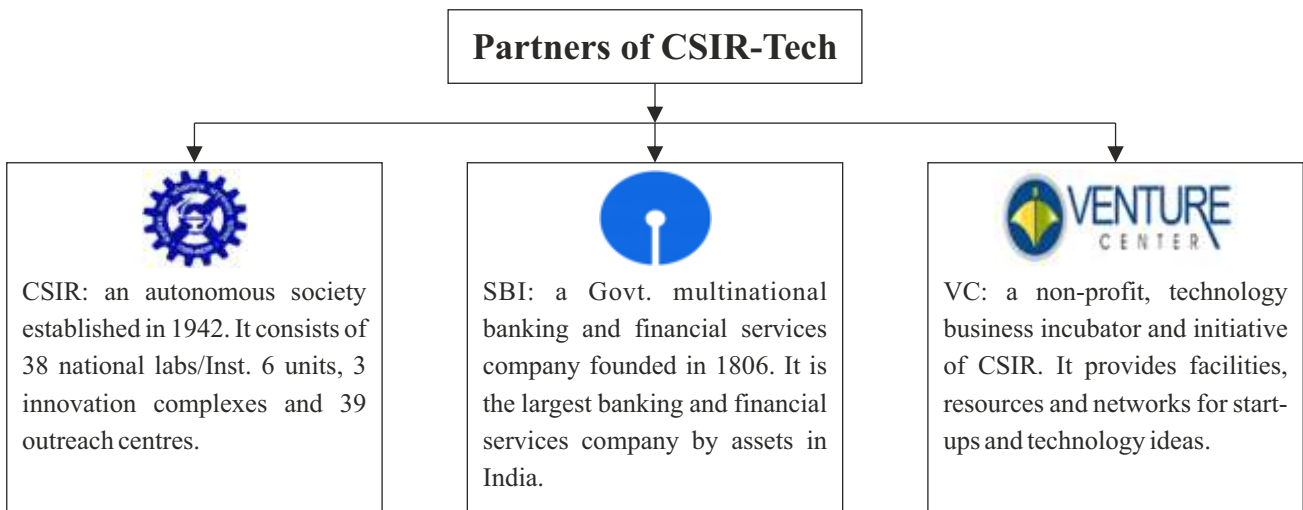 Partners of CSIR-Tech
CSIR: an autonomous society
established in 1942. It consists of
38 national labs/Inst. 6 units, 3
innovation complexes and 39
outreach centres.
SBI: a Govt. multinational
banking and financial services
company founded in 1806. It is
the largest banking and financial
services company by assets in
India.
VENTURE
CENTER
VC: a non-profit, technology
business incubator and initiative
of CSIR. It provides facilities,
resources and networks for start-
ups and technology ideas.